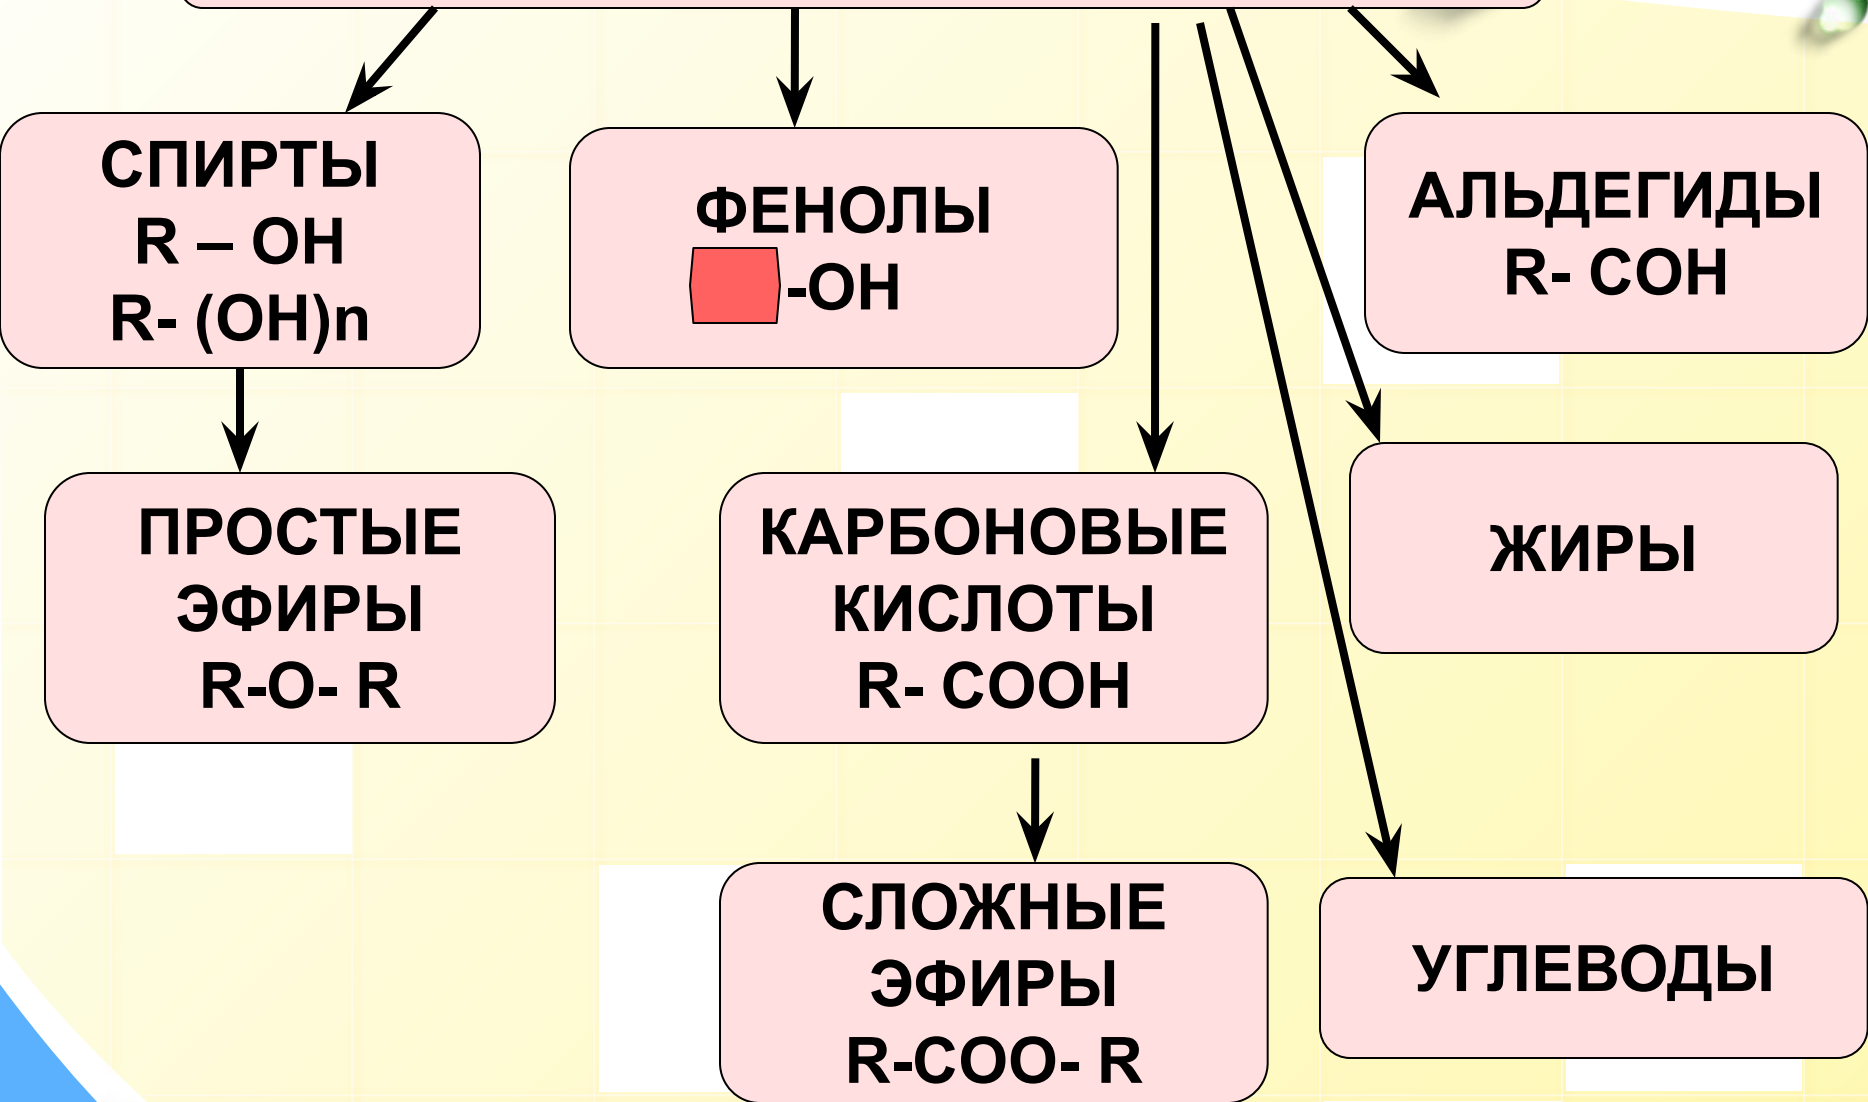 СПИРТЫ
R – OH
R- (OH)n
ФЕНОЛЫ
-OH
АЛЬДЕГИДЫ
R- COH
ПРОСТЫЕ
ЭФИРЫ
R-O- R
КАРБОНОВЫЕ
КИСЛОТЫ
R- COOH
ЖИРЫ
СЛОЖНЫЕ
ЭФИРЫ
R-COO- R
УГЛЕВОДЫ